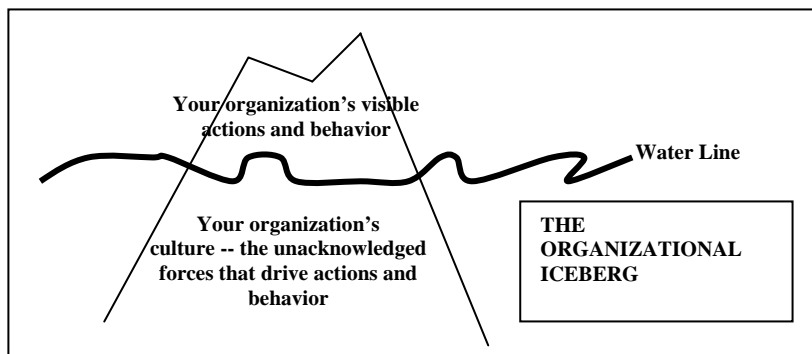 Your organization's visible
actions and behavior
Water Line
Your organization's
culture -- the unacknowledged
forces that drive actions and
behavior
THE
ORGANIZATIONAL
ICEBERG